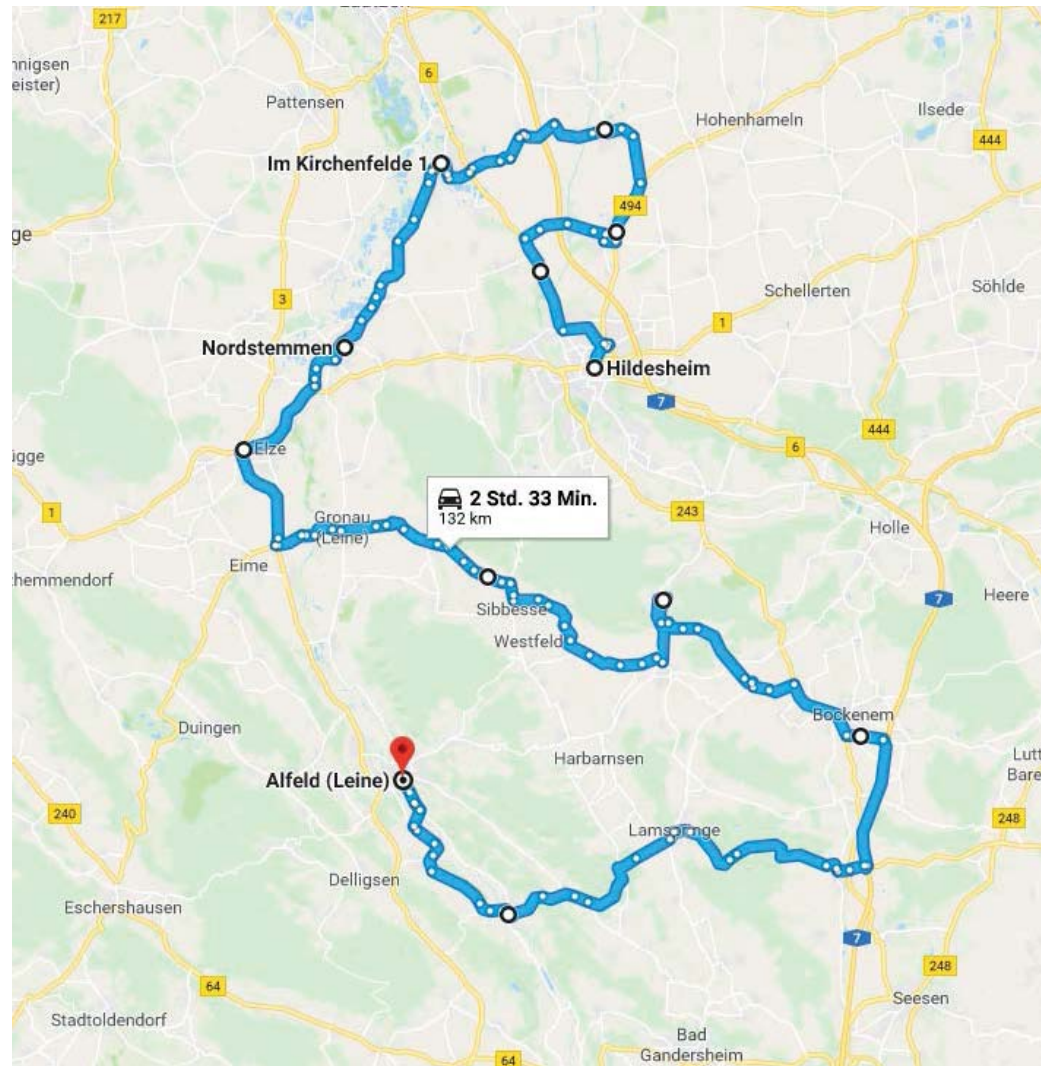 217
nnigsen
eister)
6
Pattensen
Ilsede
Hohenhameln
444
Im Kirchenfelde 1
494
ge
Schellerten
Söhlde
3
1
Nordstemmen
Hildesheim
7
444
Elze
6
ügge
2 Std. 33 Min.
132 km
1
243
Gronau
(Leine)
Holle
Eime
hemmendorf
7
Heere
Sibbesse
Westfeld
Bockenem
Duingen
Harbarnsen
Lutt
Bare
Alfeld (Leine)
240
248
Lamspringe
Delligsen
Eschershausen
7
248
64
Seesen
Stadtoldendorf
Bad
Gandersheim
64